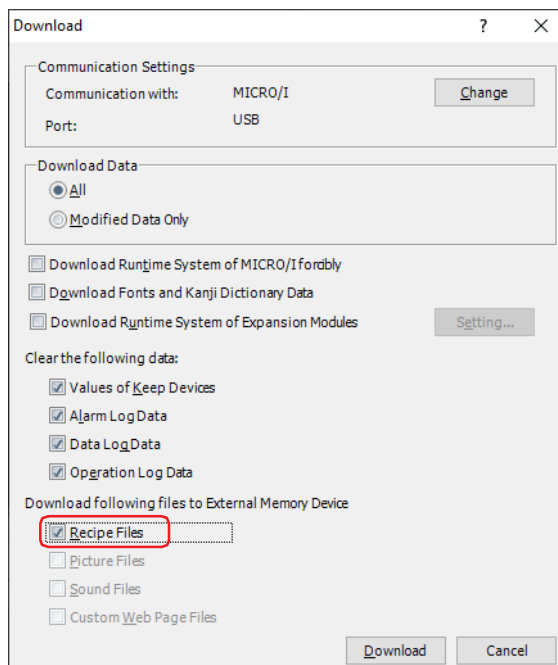 Download ? X
Communication Settings
Communication with: MICRO/I Change
Port: USB
Download Data
All
Modified Data Only
Download Runtime System of MICRO/I forcibly
Download Fonts and Kanji Dictionary Data
Download Runtime System of Expansion Modules Setting...
Clear the following data:
Values of Keep Devices
Alarm Log Data
Data Log Data
Operation Log Data
Download following files to External Memory Device
Recipe Files
Picture Files
Sound Files
Custom Web Page Files
Download Cancel